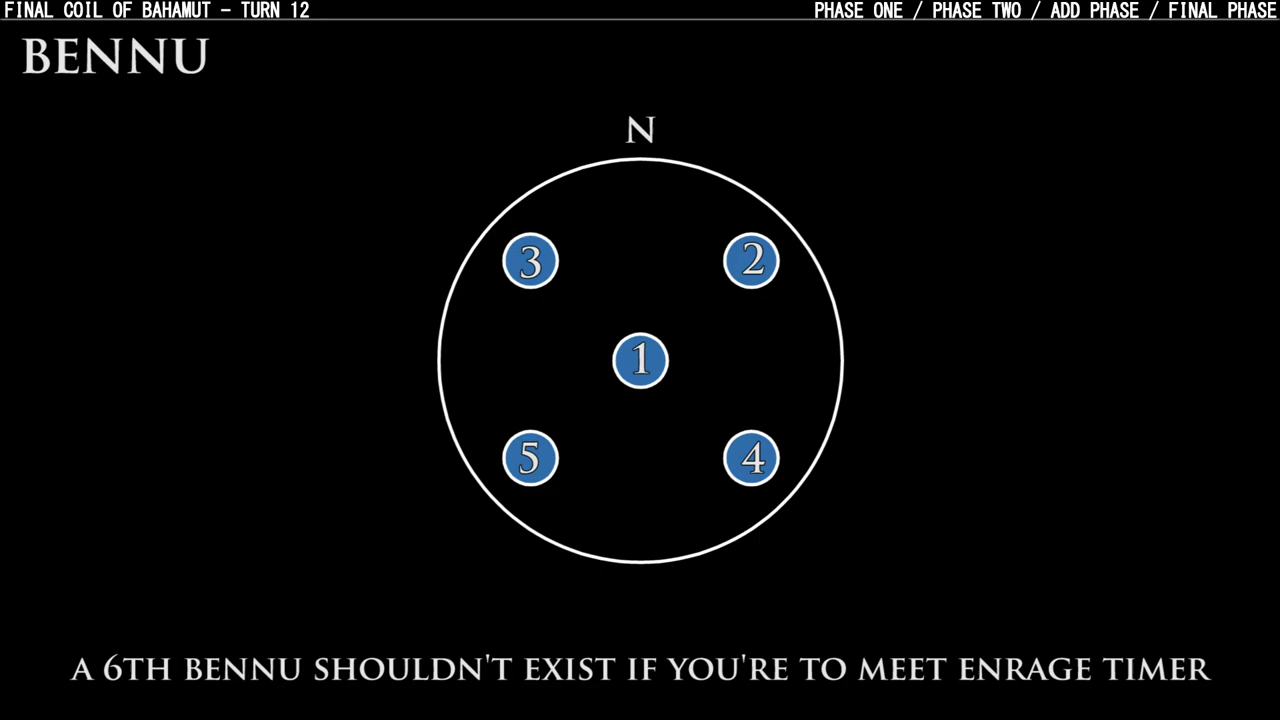 FINAL COIL OF BAHAMUT - TURN 12
PHASE ONE / PHASE TWO / ADD PHASE / FINAL PHASE
BENNU
N
3
2
1
5
4
A 6TH BENNU SHOULDN'T EXIST IF YOU'RE TO MEET ENRAGE TIMER